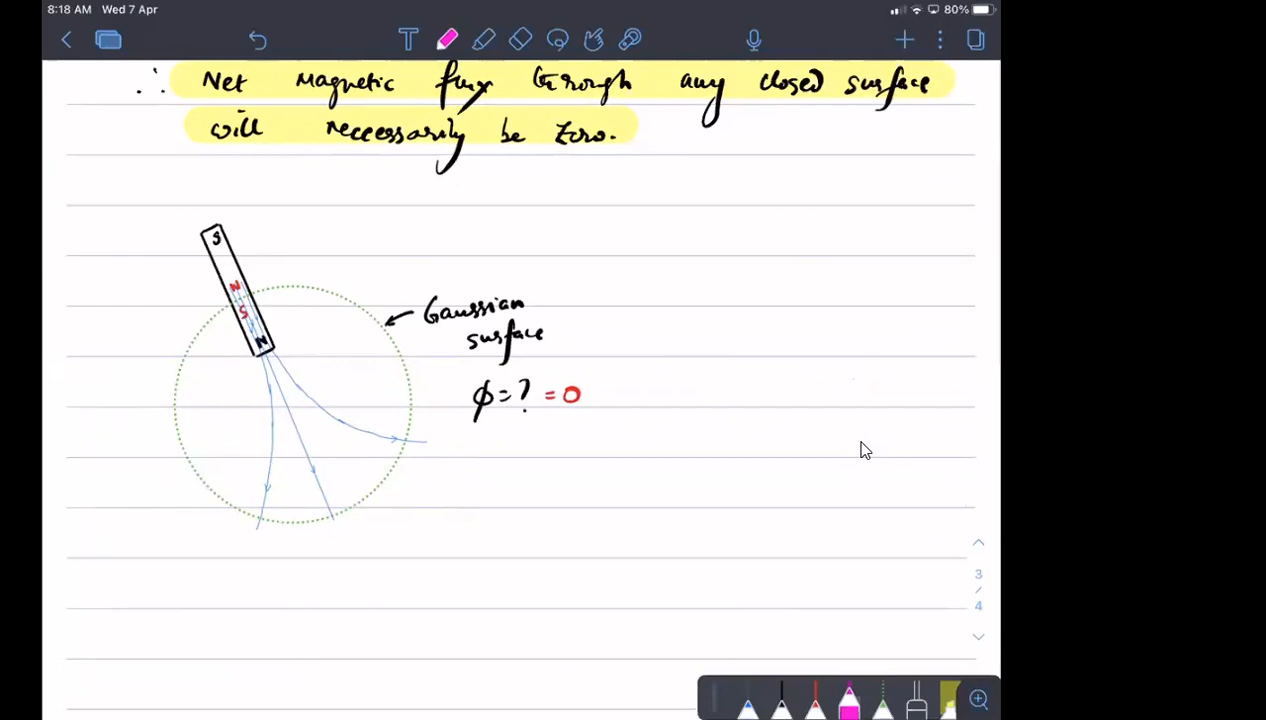 8:18 AM Wed 7 Apr
80%
T
∴ Net Magnetic flux through any closed surface
will neccessarily be Zero.
S
N
S
N
Gaussian
surface
ϕ = ? = 0
3
/
4